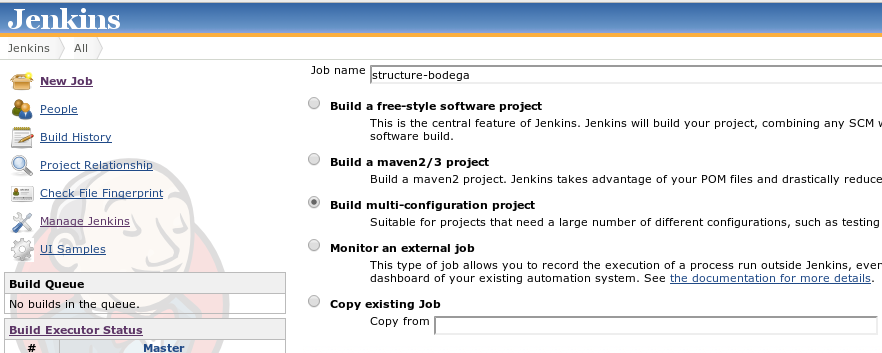 Jenkins
Jenkins
All
New Job
People
Build History
Project Relationship
Check File Fingerprint
Manage Jenkins
UI Samples
Build Queue
No builds in the queue.
Build Executor Status
# Master
Job name structure-bodega
Build a free-style software project
This is the central feature of Jenkins. Jenkins will build your project, combining any SCM
software build.
Build a maven2/3 project
Build a maven2 project. Jenkins takes advantage of your POM files and drastically reduce
Build multi-configuration project
Suitable for projects that need a large number of different configurations, such as testing
Monitor an external job
This type of job allows you to record the execution of a process run outside Jenkins, even
dashboard of your existing automation system. See the documentation for more details.
Copy existing Job
Copy from